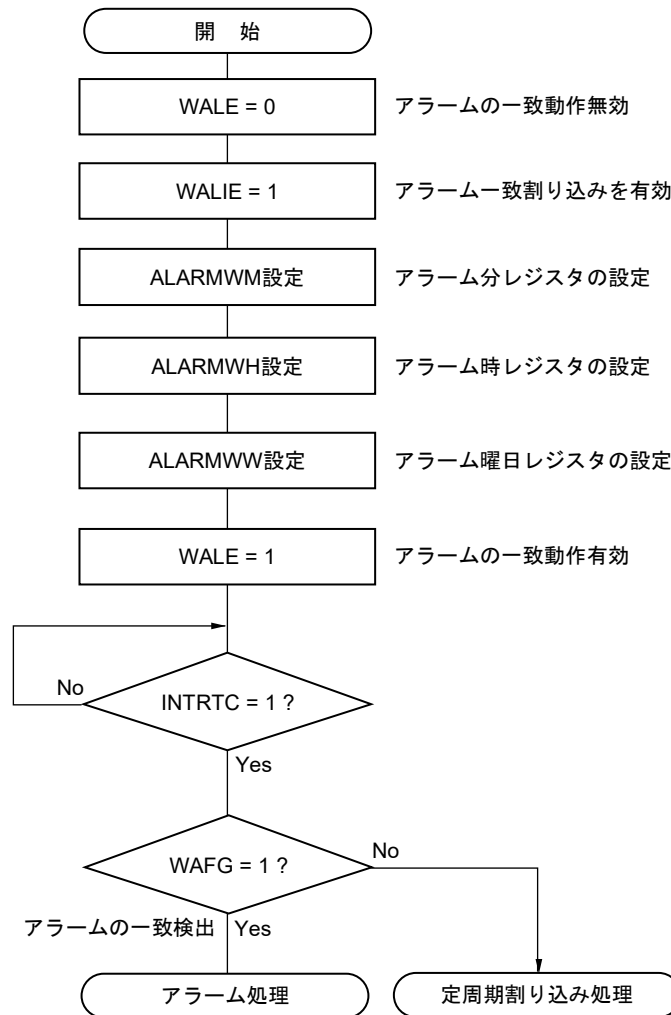 開 始
WALE = 0 アラームの一致動作無効
WALIE = 1 アラーム一致割り込みを有効
ALARMWM設定 アラーム分レジスタの設定
ALARMWH設定 アラーム時レジスタの設定
ALARMWW設定 アラーム曜日レジスタの設定
WALE = 1 アラームの一致動作有効
No INTRTC = 1 ?
Yes
WAFG = 1 ? No
アラームの一致検出 Yes
アラーム処理 定周期割り込み処理